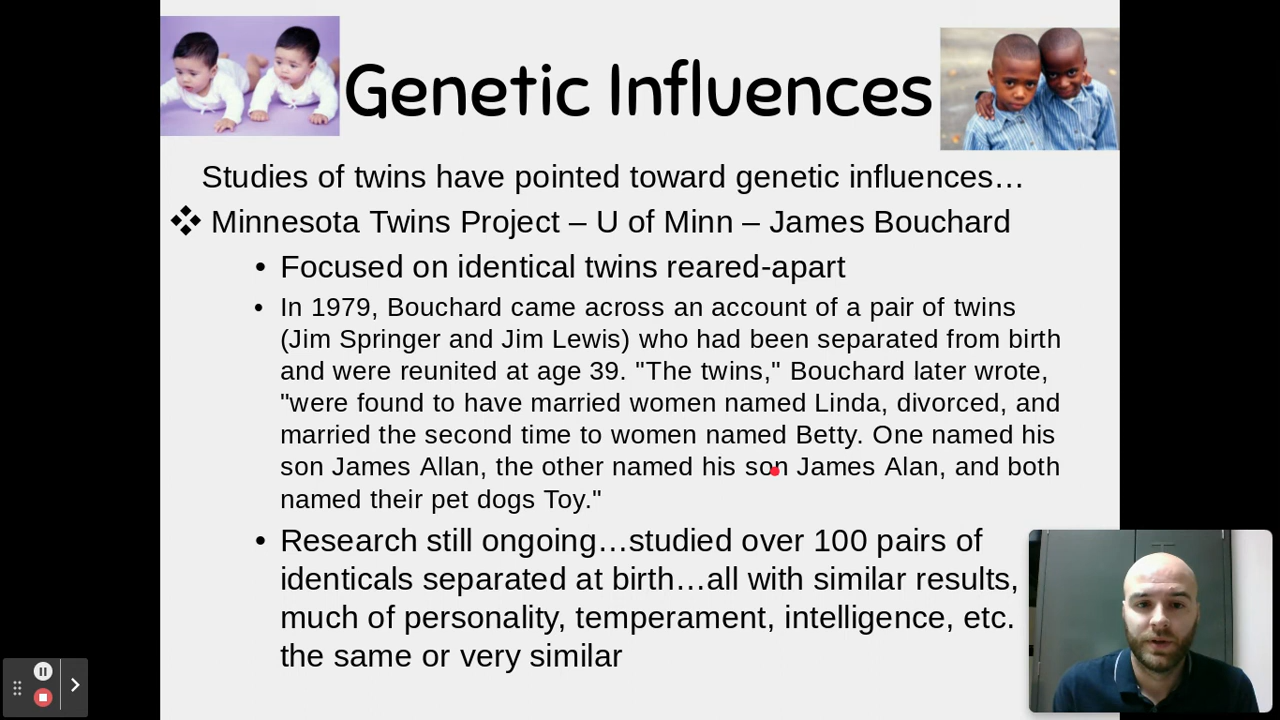 Genetic Influences
Studies of twins have pointed toward genetic influences…
❖ Minnesota Twins Project – U of Minn – James Bouchard
• Focused on identical twins reared-apart
• In 1979, Bouchard came across an account of a pair of twins
(Jim Springer and Jim Lewis) who had been separated from birth
and were reunited at age 39. "The twins," Bouchard later wrote,
"were found to have married women named Linda, divorced, and
married the second time to women named Betty. One named his
son James Allan, the other named his son James Alan, and both
named their pet dogs Toy."
• Research still ongoing…studied over 100 pairs of
identicals separated at birth…all with similar results,
much of personality, temperament, intelligence, etc.
the same or very similar